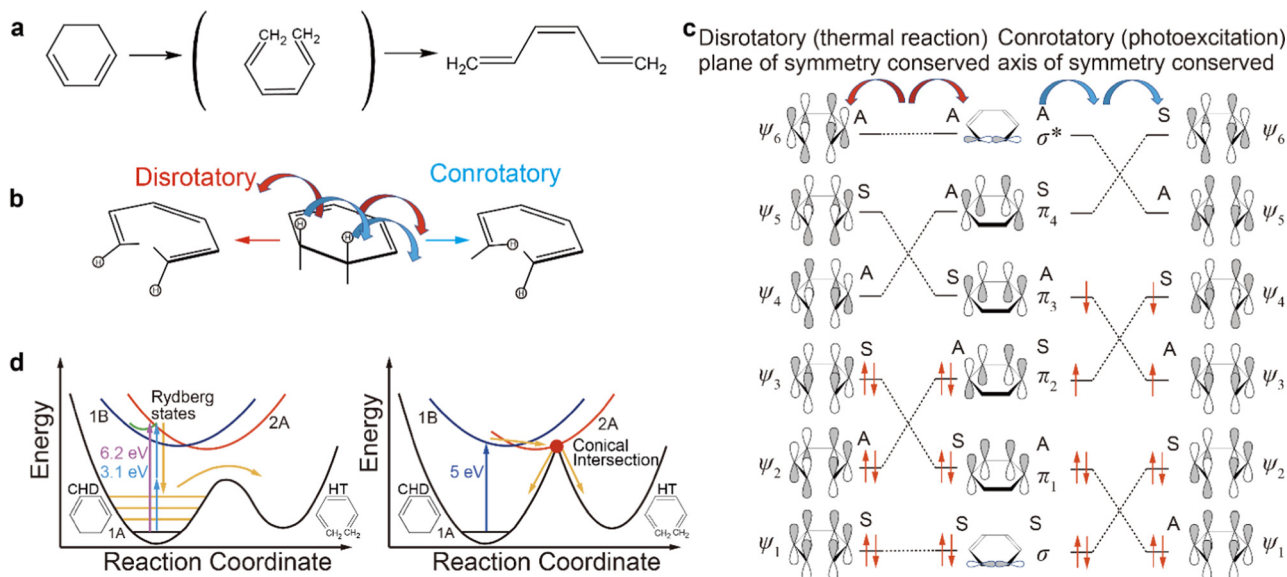 a
CH₂ CH₂
H₂C
CH₂
b
Disrotatory
Conrotatory
H
H
H
H
H
H
c
Disrotatory (thermal reaction)
plane of symmetry conserved
Conrotatory (photoexcitation)
axis of symmetry conserved
ψ₆ A A A σ* S ψ₆
ψ₅ S A S π₄ A ψ₅
ψ₄ A S A π₃ S ψ₄
ψ₃ S A S π₂ A ψ₃
ψ₂ A S A π₁ S ψ₂
ψ₁ S S S σ A ψ₁
d
Energy
1B
Rydberg
states
2A
6.2 eV
3.1 eV
CHD
1A
HT
CH₂
CH₂
Reaction Coordinate
Energy
1B
2A
Conical
Intersection
5 eV
CHD
1A
HT
CH₂
CH₂
Reaction Coordinate